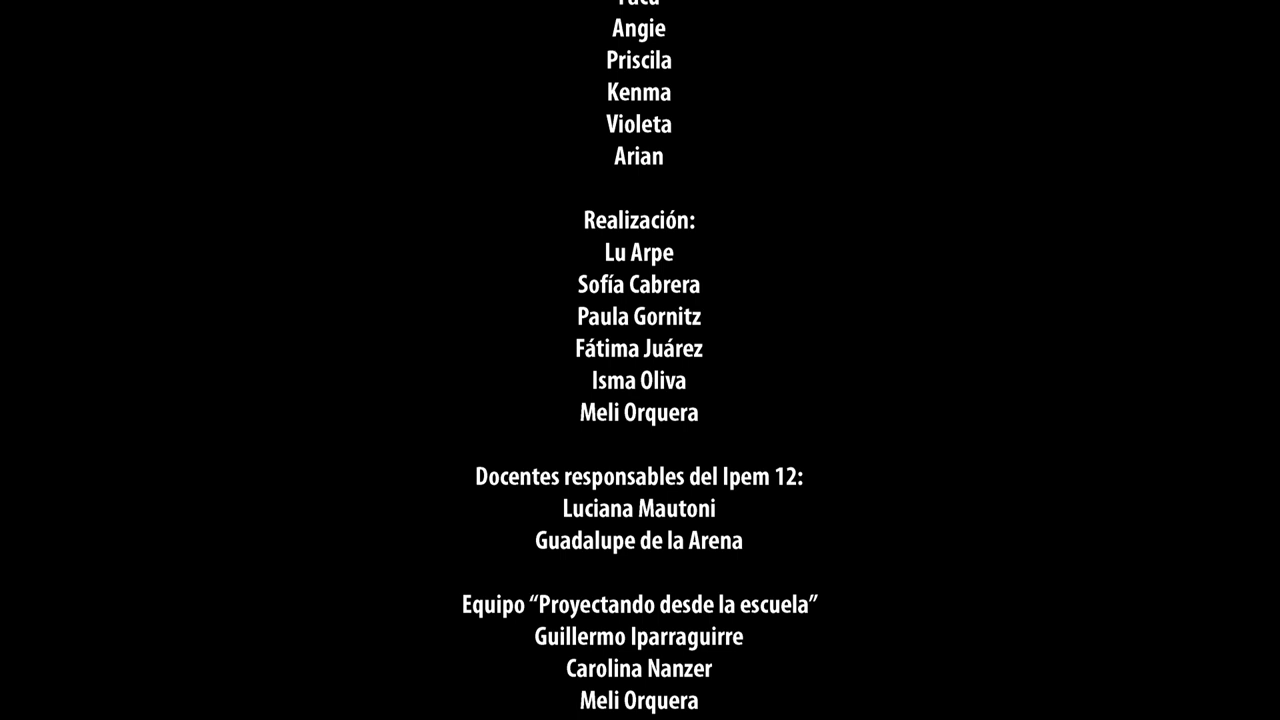 Angie
Priscila
Kenma
Violeta
Arian
Realización:
Lu Arpe
Sofía Cabrera
Paula Gornitz
Fátima Juárez
Isma Oliva
Meli Orquera
Docentes responsables del Ipem 12:
Luciana Mautoni
Guadalupe de la Arena
Equipo “Proyectando desde la escuela”
Guillermo Iparraguirre
Carolina Nanzer
Meli Orquera